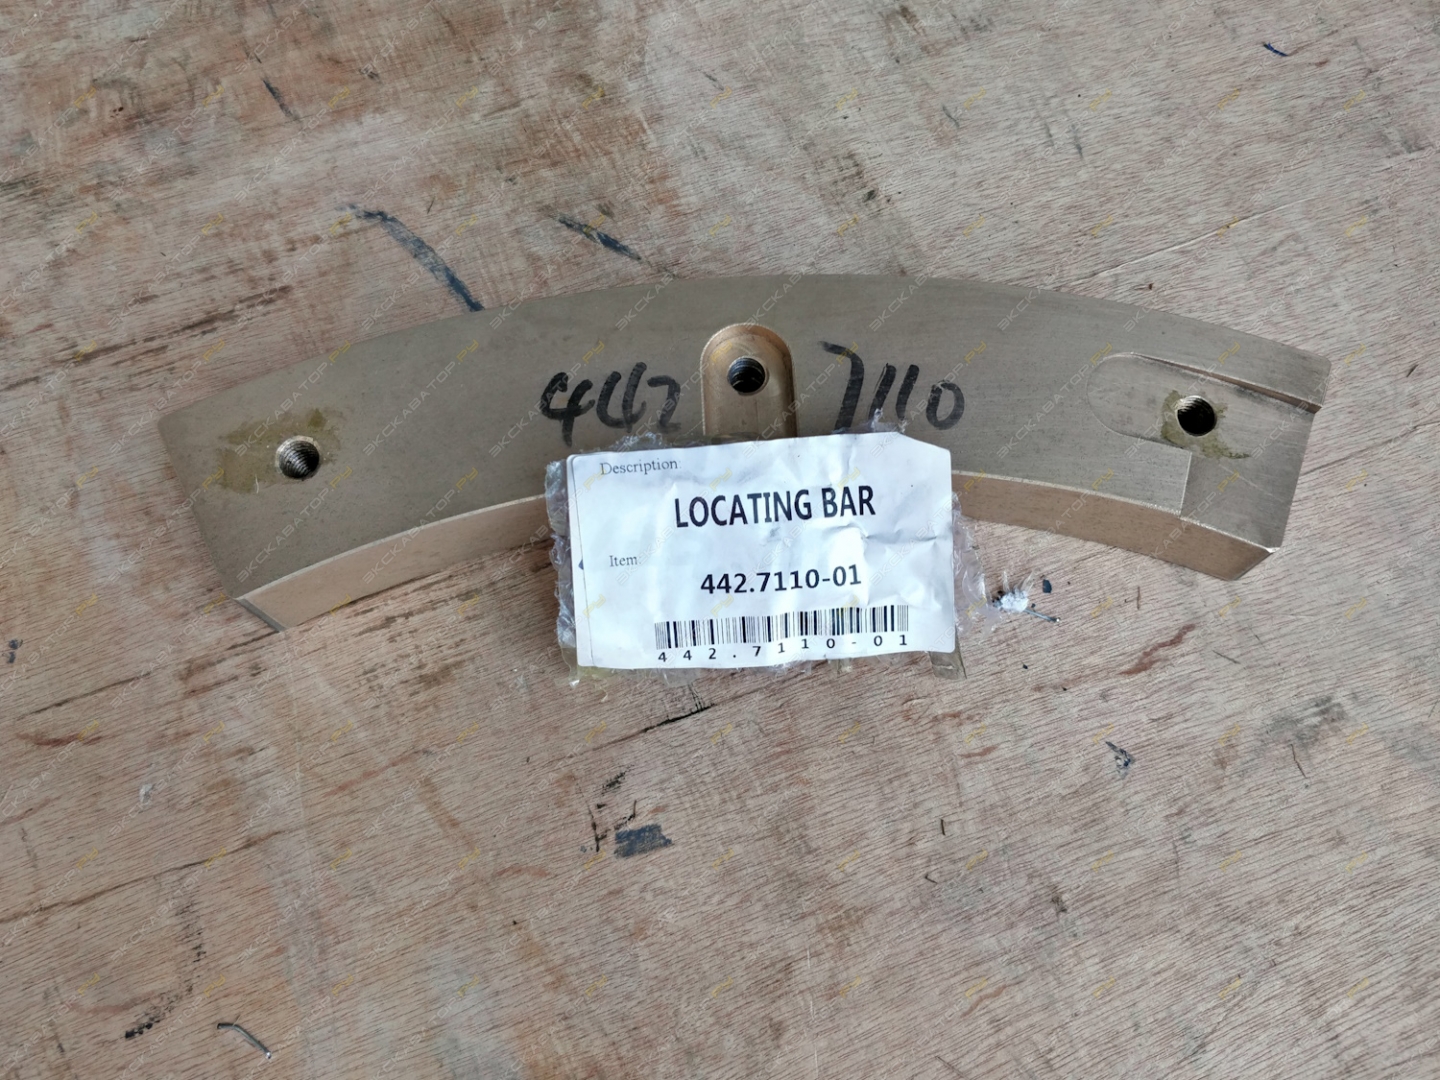 442 7110
Description:
LOCATING BAR
Item:
442.7110-01
442.7110-01
ЭКСКАВАТОР.РУ